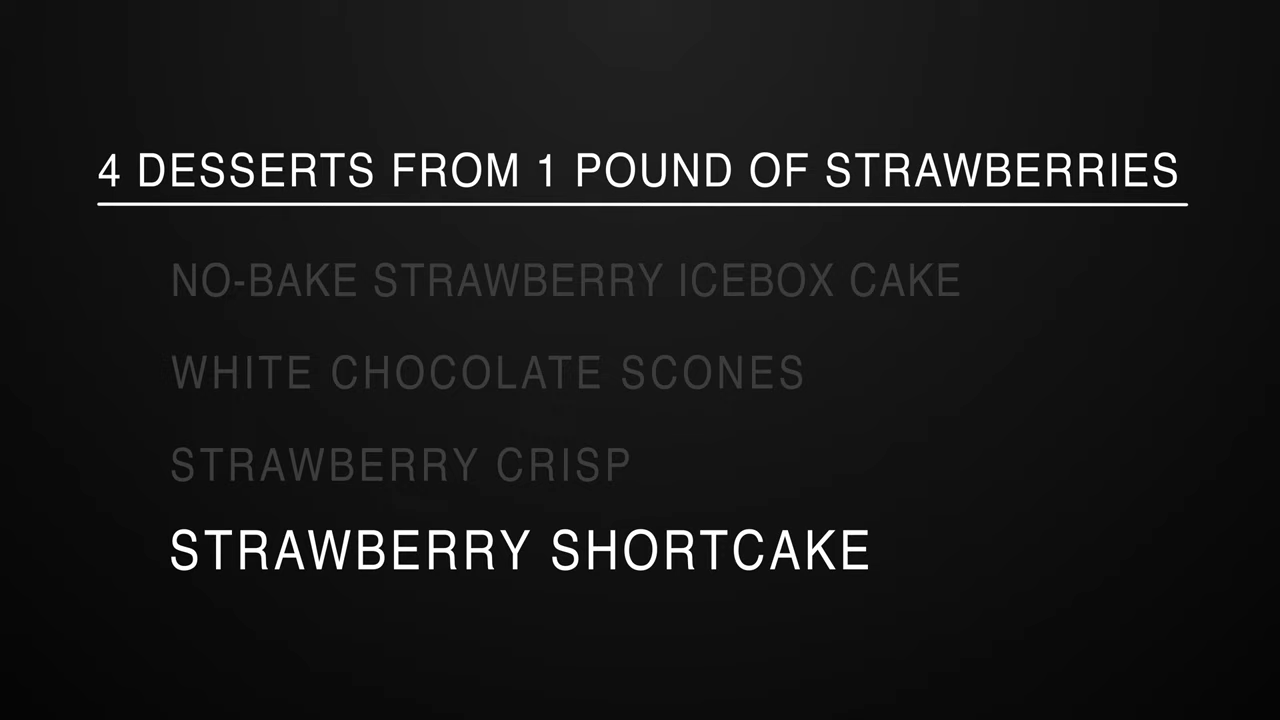 4 DESSERTS FROM 1 POUND OF STRAWBERRIES
NO-BAKE STRAWBERRY ICEBOX CAKE
WHITE CHOCOLATE SCONES
STRAWBERRY CRISP
STRAWBERRY SHORTCAKE